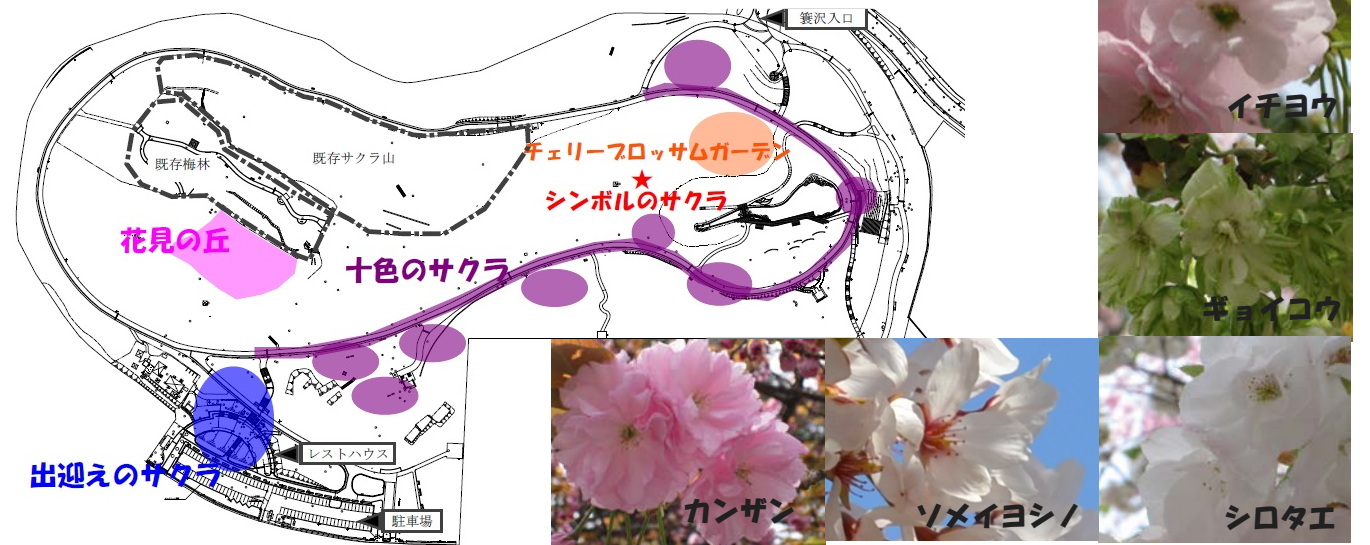 簑沢入口
イチヨウ
既存梅林
既存サクラ山
チェリーブロッサムガーデン
★
シンボルのサクラ
花見の丘
十色のサクラ
ギョイコウ
出迎えのサクラ
レストハウス
駐車場
カンザン
ソメイヨシノ
シロタエ